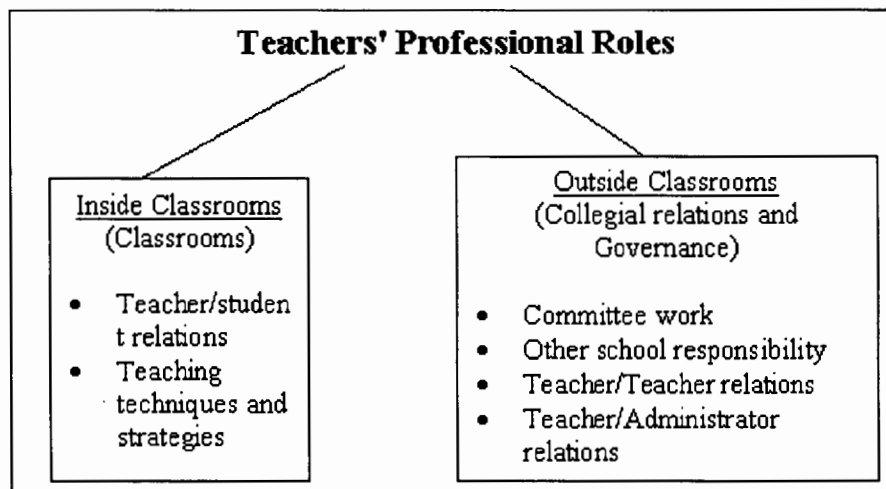 Teachers' Professional Roles
Inside Classrooms
(Classrooms)
• Teacher/studen
t relations
• Teaching
techniques and
strategies
Outside Classrooms
(Collegial relations and
Governance)
• Committee work
• Other school responsibility
• Teacher/Teacher relations
• Teacher/Administrator
relations